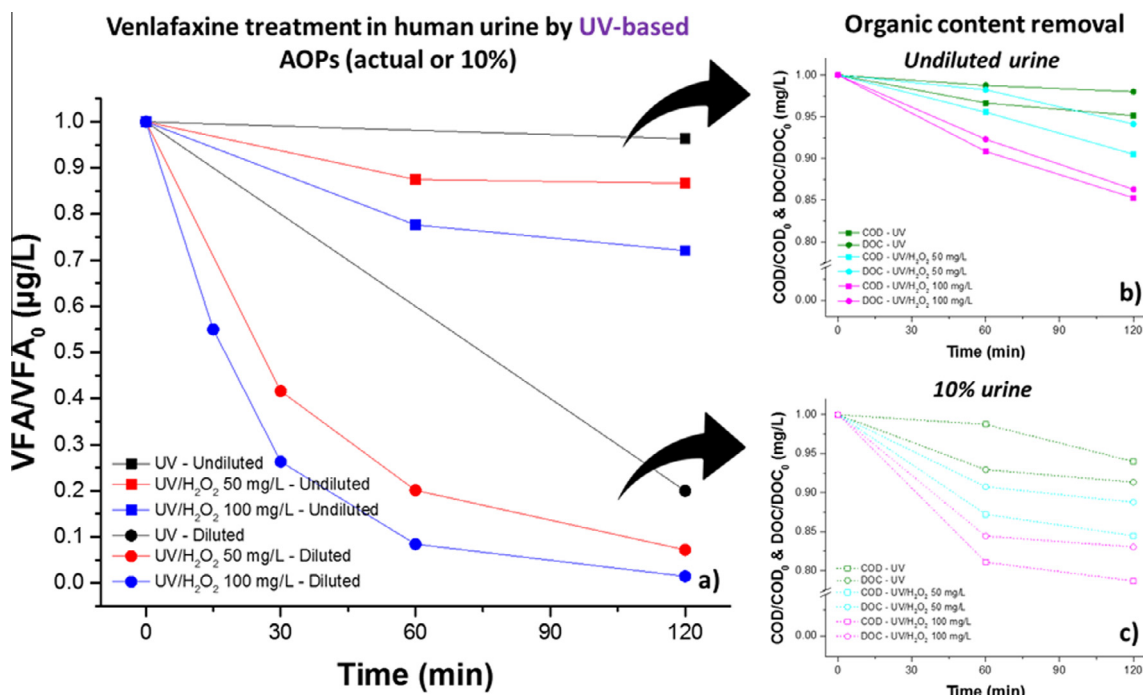 Venlafaxine treatment in human urine by UV-based
AOPs (actual or 10%)
VFA/VFA₀ (µg/L)
1.0
0.9
0.8
0.7
0.6
0.5
0.4
0.3
0.2
0.1
0.0
UV - Undiluted
UV/H₂O₂ 50 mg/L - Undiluted
UV/H₂O₂ 100 mg/L - Undiluted
UV - Diluted
UV/H₂O₂ 50 mg/L - Diluted
UV/H₂O₂ 100 mg/L - Diluted
a)
0 30 60 90 120
Time (min)
Organic content removal
Undiluted urine
COD/COD₀ & DOC/DOC₀ (mg/L)
1.00
0.95
0.90
0.85
0.80
0.00
COD - UV
DOC - UV
COD - UV/H₂O₂ 50 mg/L
DOC - UV/H₂O₂ 50 mg/L
COD - UV/H₂O₂ 100 mg/L
DOC - UV/H₂O₂ 100 mg/L
b)
0 30 60 90 120
Time (min)
10% urine
COD/COD₀ & DOC/DOC₀ (mg/L)
1.00
0.95
0.90
0.85
0.80
0.00
COD - UV
DOC - UV
COD - UV/H₂O₂ 50 mg/L
DOC - UV/H₂O₂ 50 mg/L
COD - UV/H₂O₂ 100 mg/L
DOC - UV/H₂O₂ 100 mg/L
c)
0 30 60 90 120
Time (min)